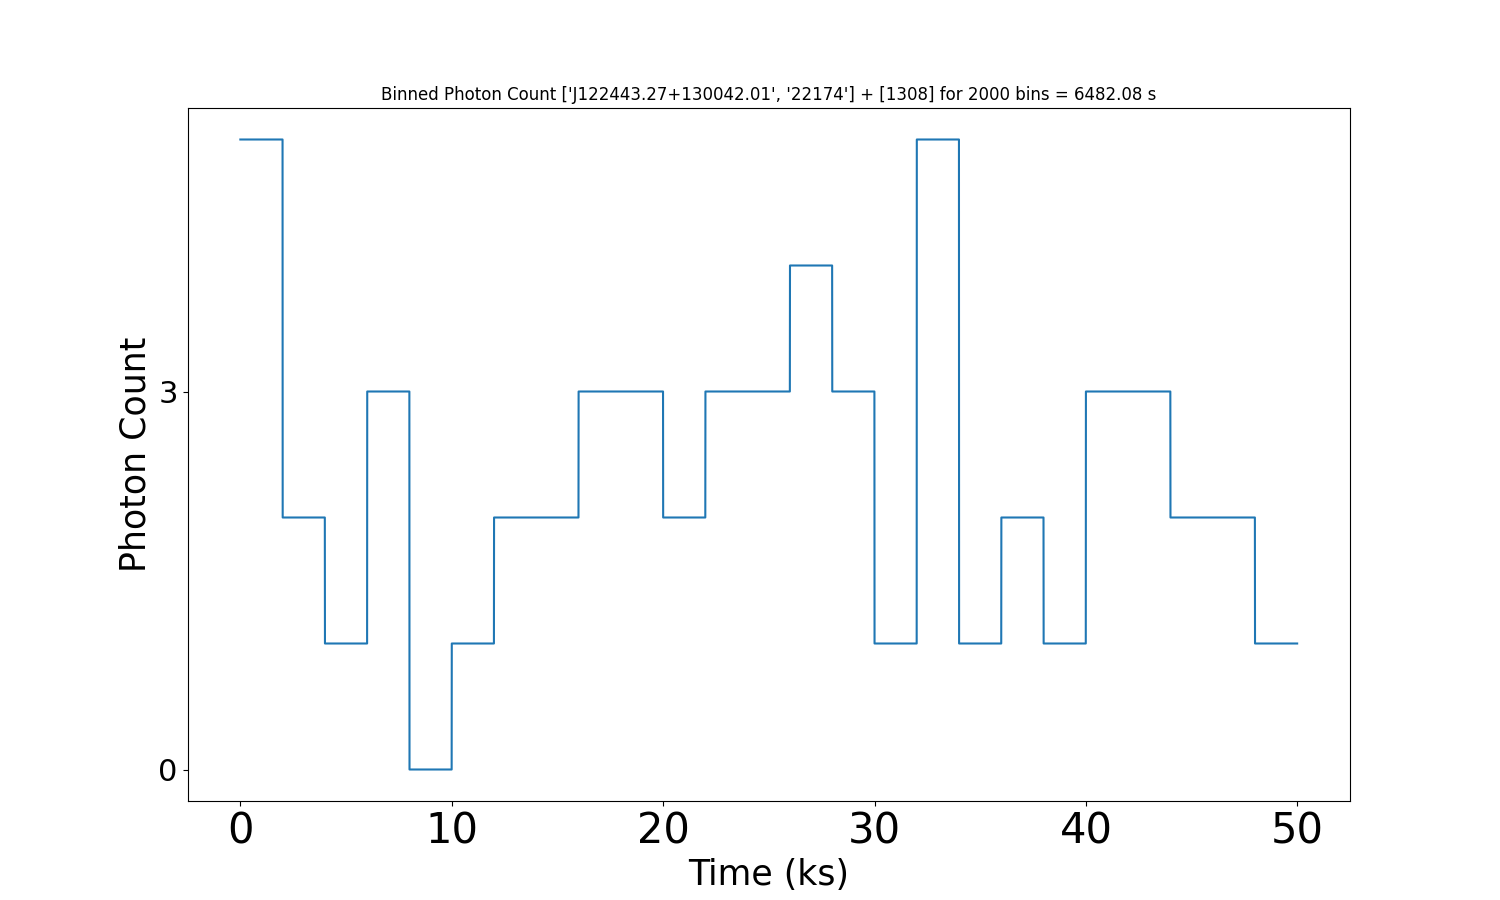 Binned Photon Count ['J122443.27+130042.01', '22174'] + [1308] for 2000 bins = 6482.08 s
Photon Count
3
0
0 10 20 30 40 50
Time (ks)